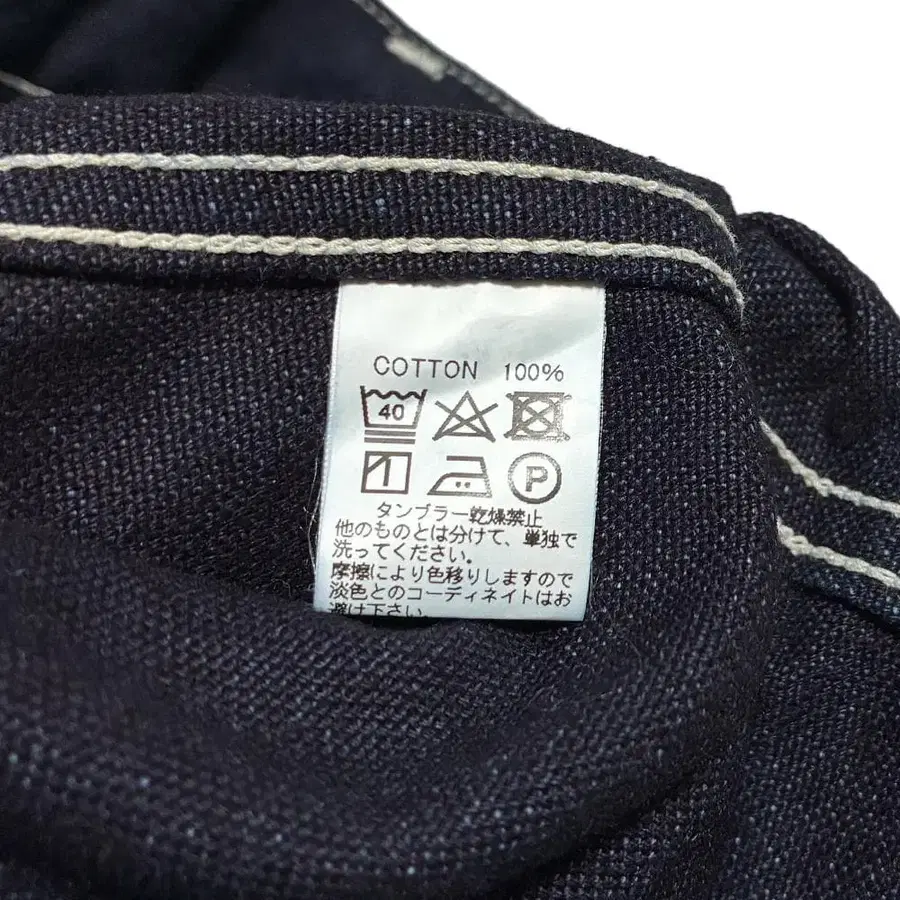 COTTON 100%
40
P
タンブラー乾燥禁止
他のものとは分けて、単独で
洗ってください。
摩擦により色移りしますので
淡色とのコーディネイトはお
避け下さい。